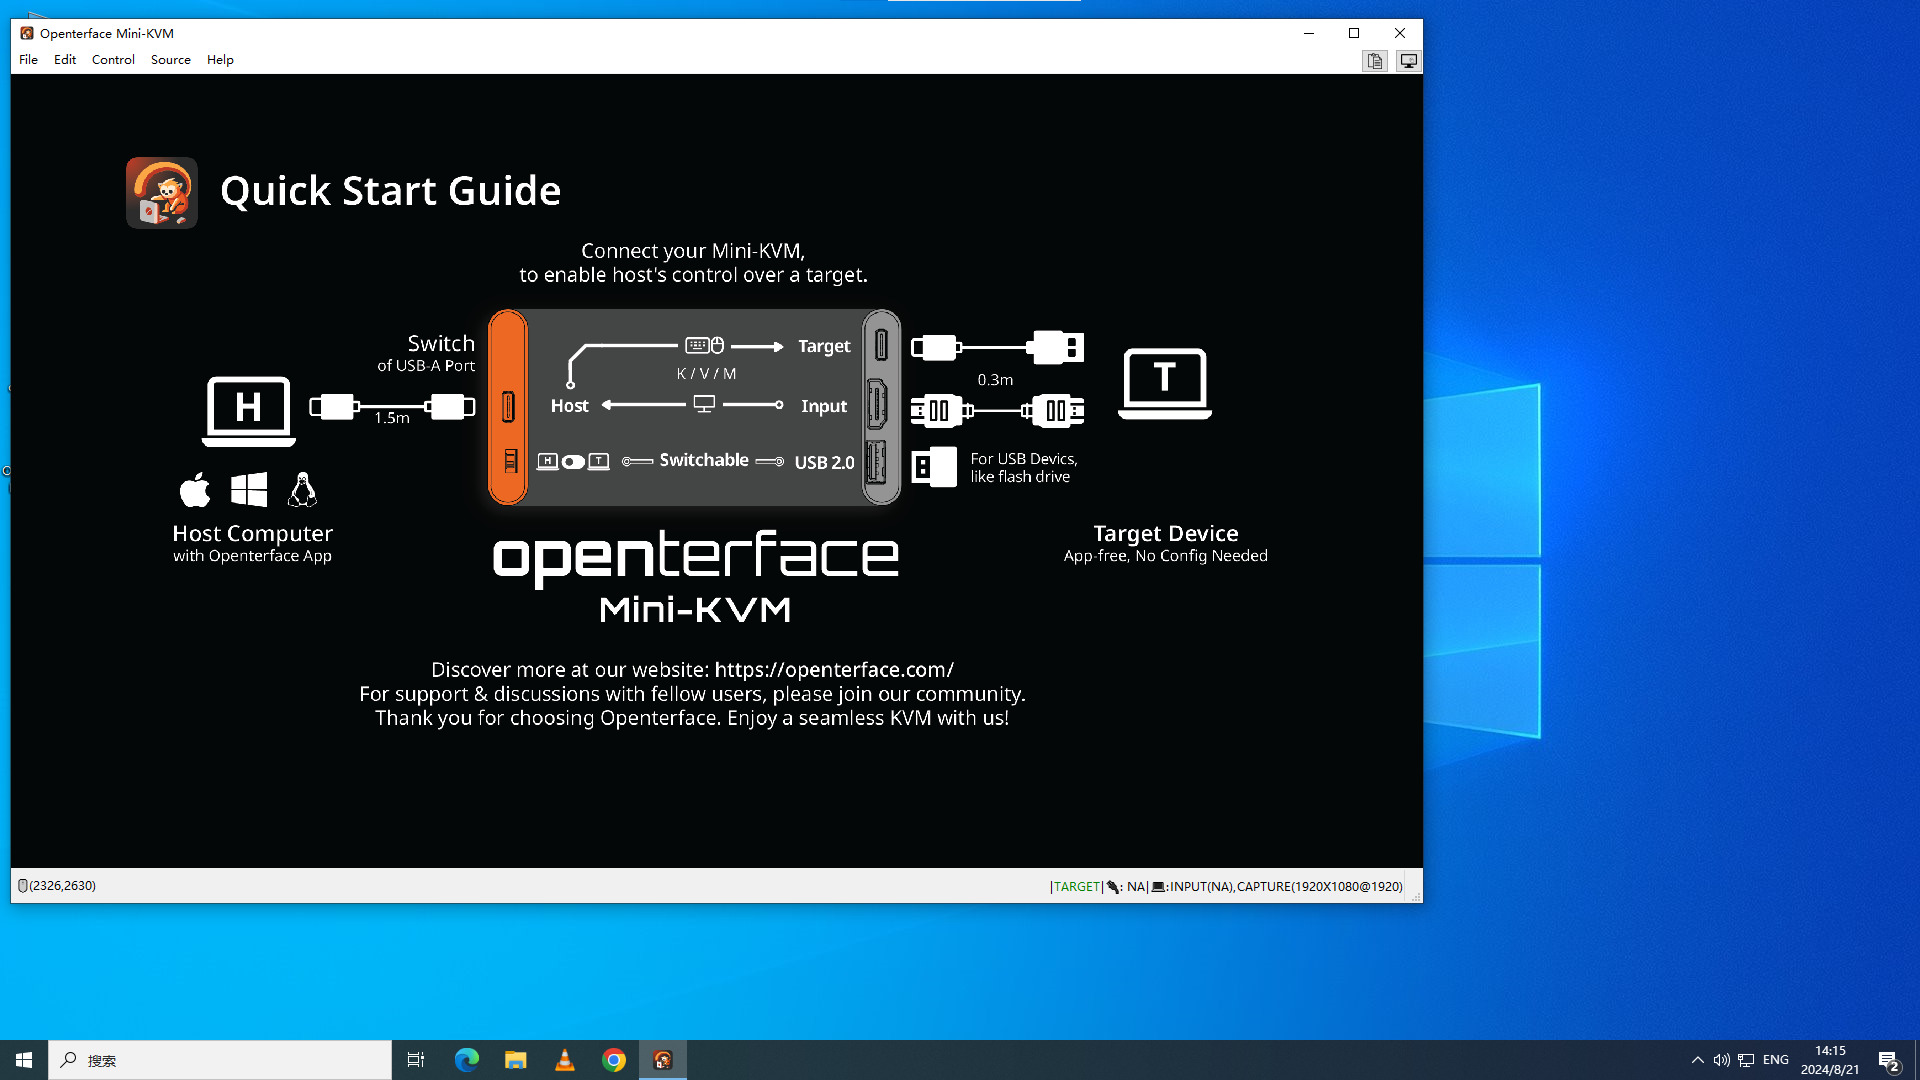 Openterface Mini-KVM
File Edit Control Source Help
Quick Start Guide
Connect your Mini-KVM,
to enable host's control over a target.
Switch
of USB-A Port
Target
K / V / M
0.3m
T
H
1.5m
Host
Input
H
T
Switchable
USB 2.0
For USB Devics,
like flash drive
Host Computer
with Openterface App
Target Device
App-free, No Config Needed
openterface
Mini-KVM
Discover more at our website: https://openterface.com/
For support & discussions with fellow users, please join our community.
Thank you for choosing Openterface. Enjoy a seamless KVM with us!
(2326,2630)
|TARGET| : NA| :INPUT(NA),CAPTURE(1920X1080@1920)
搜索
ENG
14:15
2024/8/21
2